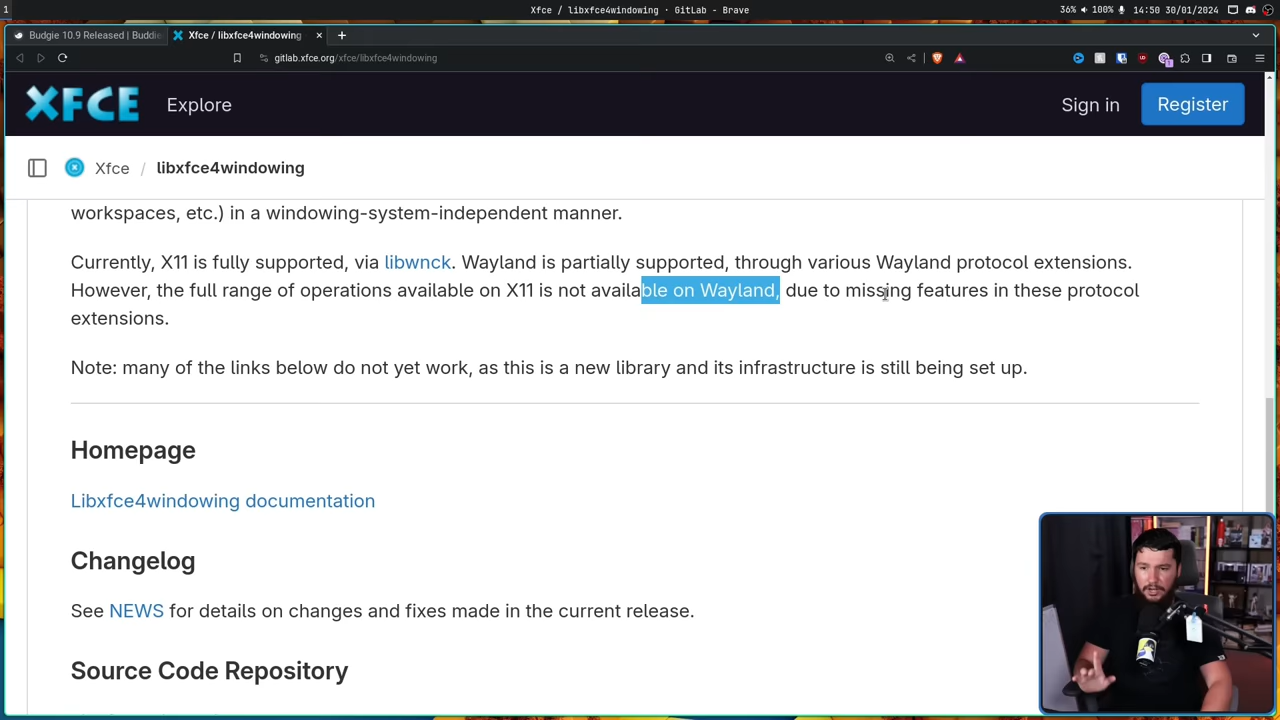 1
Xfce / libxfce4windowing · GitLab - Brave
36% 100% 14:50 30/01/2024
Budgie 10.9 Released | Buddie
Xfce / libxfce4windowing
gitlab.xfce.org/xfce/libxfce4windowing
XFCE Explore Sign in Register
Xfce / libxfce4windowing
workspaces, etc.) in a windowing-system-independent manner.
Currently, X11 is fully supported, via libwnck. Wayland is partially supported, through various Wayland protocol extensions.
However, the full range of operations available on X11 is not available on Wayland, due to missing features in these protocol
extensions.
Note: many of the links below do not yet work, as this is a new library and its infrastructure is still being set up.
Homepage
Libxfce4windowing documentation
Changelog
See NEWS for details on changes and fixes made in the current release.
Source Code Repository